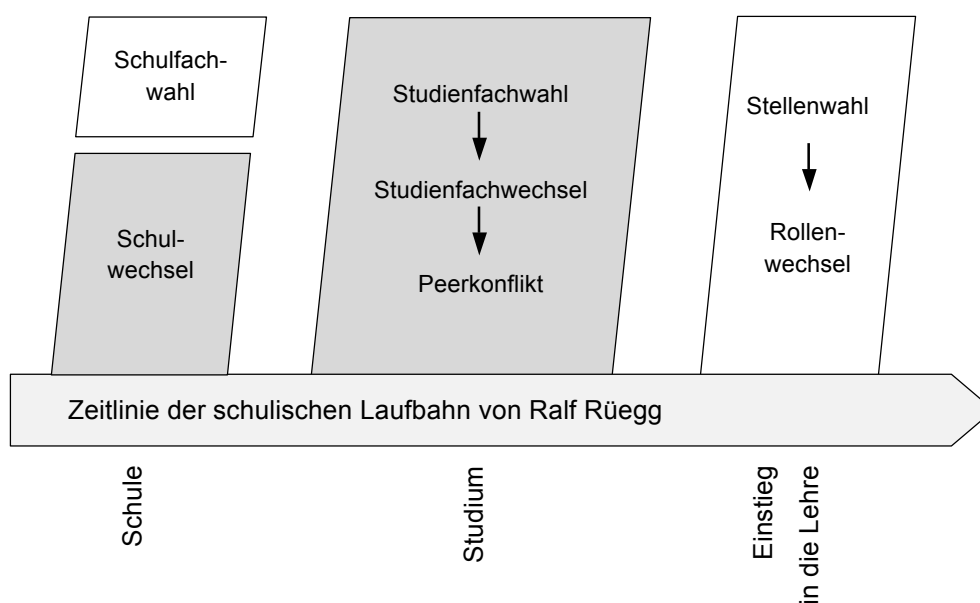 Schulfach-
wahl
Schul-
wechsel
Studienfachwahl
Studienfachwechsel
Peerkonflikt
Stellenwahl
Rollen-
wechsel
Zeitlinie der schulischen Laufbahn von Ralf Rüegg
Schule
Studium
Einstieg
in die Lehre